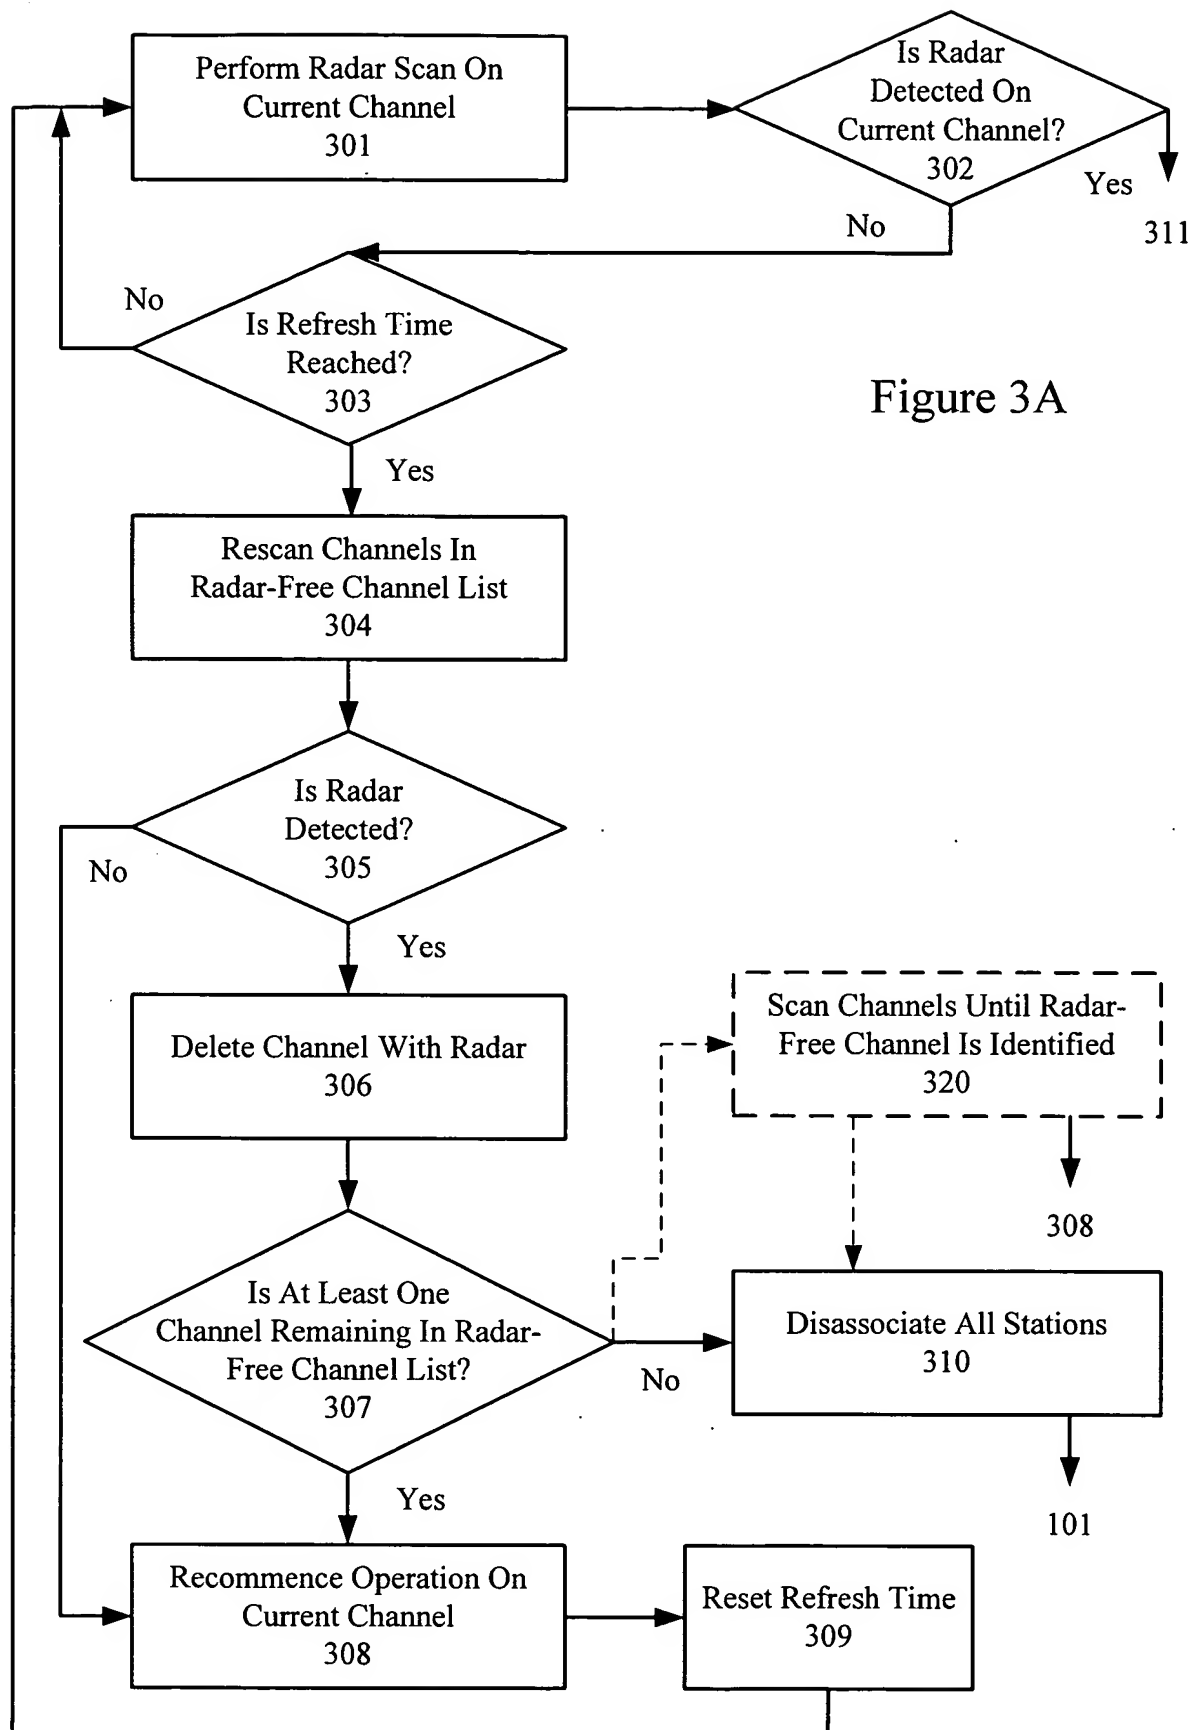 Perform Radar Scan On
Current Channel
301
Is Radar
Detected On
Current Channel?
302
Yes
311
No
No
Is Refresh Time
Reached?
303
Figure 3A
Yes
Rescan Channels In
Radar-Free Channel List
304
Is Radar
Detected?
305
No
Yes
Delete Channel With Radar
306
Scan Channels Until Radar-
Free Channel Is Identified
320
308
Is At Least One
Channel Remaining In Radar-
Free Channel List?
307
No
Disassociate All Stations
310
101
Yes
Recommence Operation On
Current Channel
308
Reset Refresh Time
309